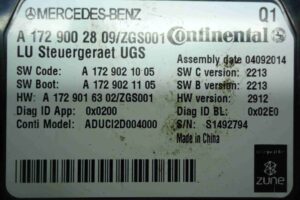 MERCEDES-BENZ Q1
A 172 900 28 09/ZGS001 Continental
LU Steuergeraet UGS Assembly date 04092014
SW Code: A 172 902 10 05 SW C version: 2213
SW Boot: A 172 902 11 05 SW B version: 2213
HW: A 172 901 63 02/ZGS001 HW version: 2912
Diag ID App: 0x0200 Diag ID BL: 0x02E0
Conti Model: ADUCI2D004000 S/N: S1492794
Made in China
zune